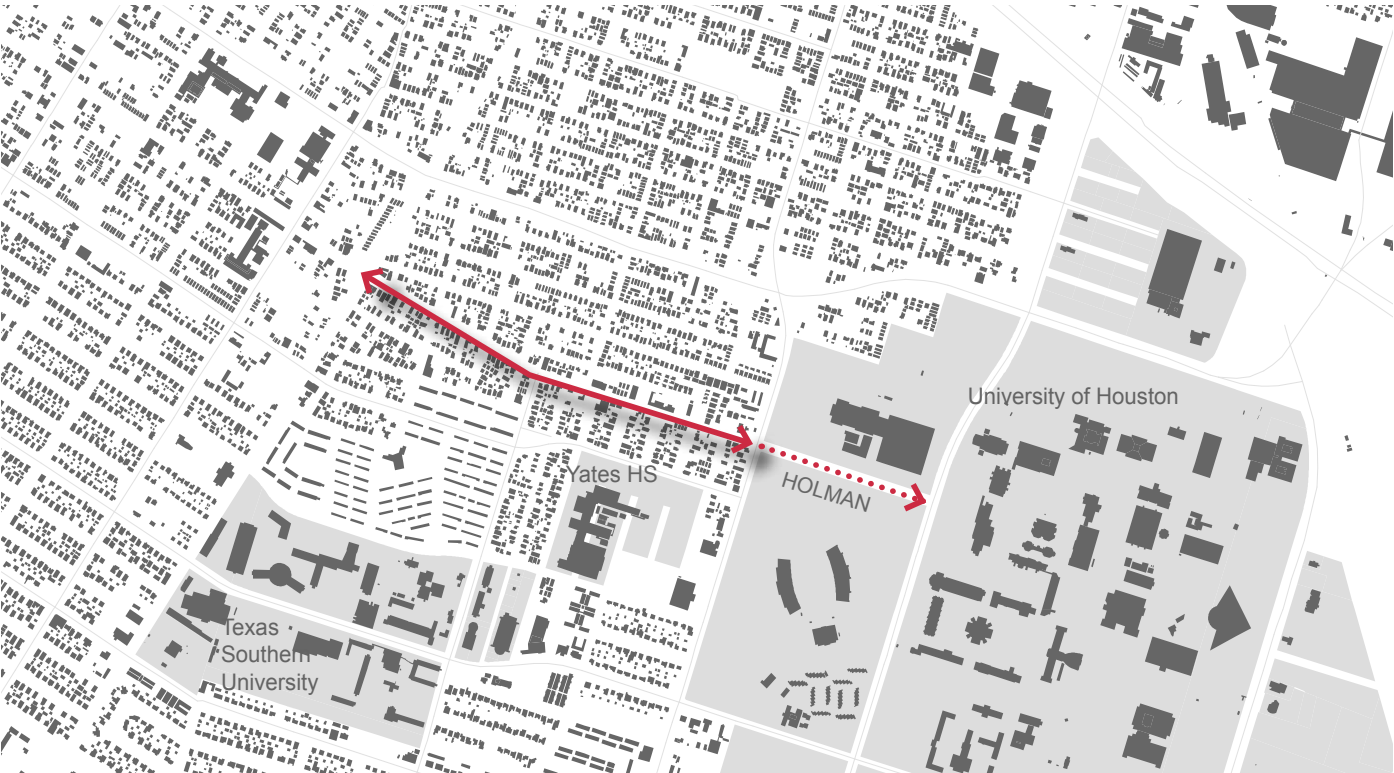 University of Houston
Yates HS
HOLMAN
Texas
Southern
University